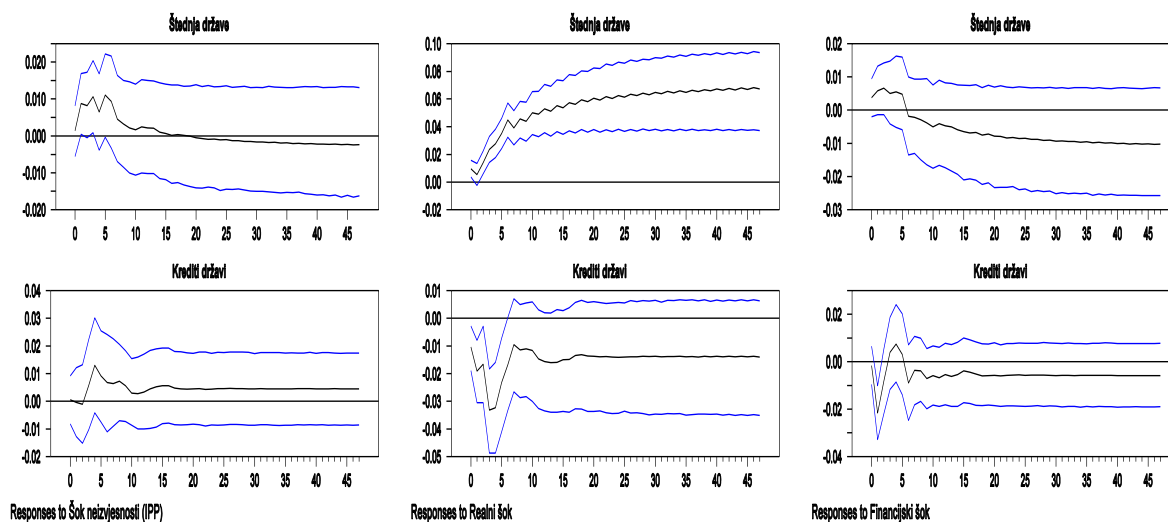 Štednja države
Štednja države
Štednja države
0.020
0.010
0.000
-0.010
-0.020
0 5 10 15 20 25 30 35 40 45
0.10
0.08
0.06
0.04
0.02
0.00
-0.02
0 5 10 15 20 25 30 35 40 45
0.02
0.01
0.00
-0.01
-0.02
-0.03
0 5 10 15 20 25 30 35 40 45
Krediti državi
Krediti državi
Krediti državi
0.04
0.03
0.02
0.01
0.00
-0.01
-0.02
0 5 10 15 20 25 30 35 40 45
0.01
0.00
-0.01
-0.02
-0.03
-0.04
-0.05
0 5 10 15 20 25 30 35 40 45
0.02
0.00
-0.02
-0.04
0 5 10 15 20 25 30 35 40 45
Responses to Šok neizvjesnosti (IPP)
Responses to Realni šok
Responses to Financijski šok